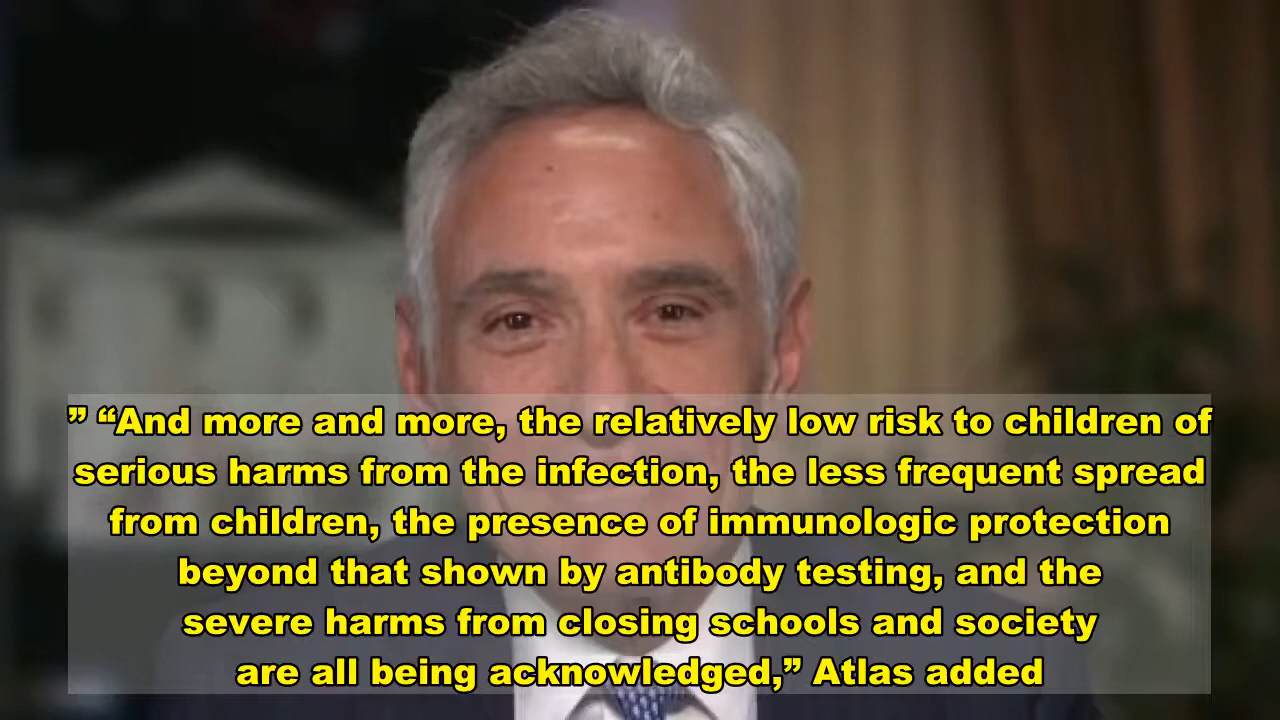 ” “And more and more, the relatively low risk to children of
serious harms from the infection, the less frequent spread
from children, the presence of immunologic protection
beyond that shown by antibody testing, and the
severe harms from closing schools and society
are all being acknowledged,” Atlas added